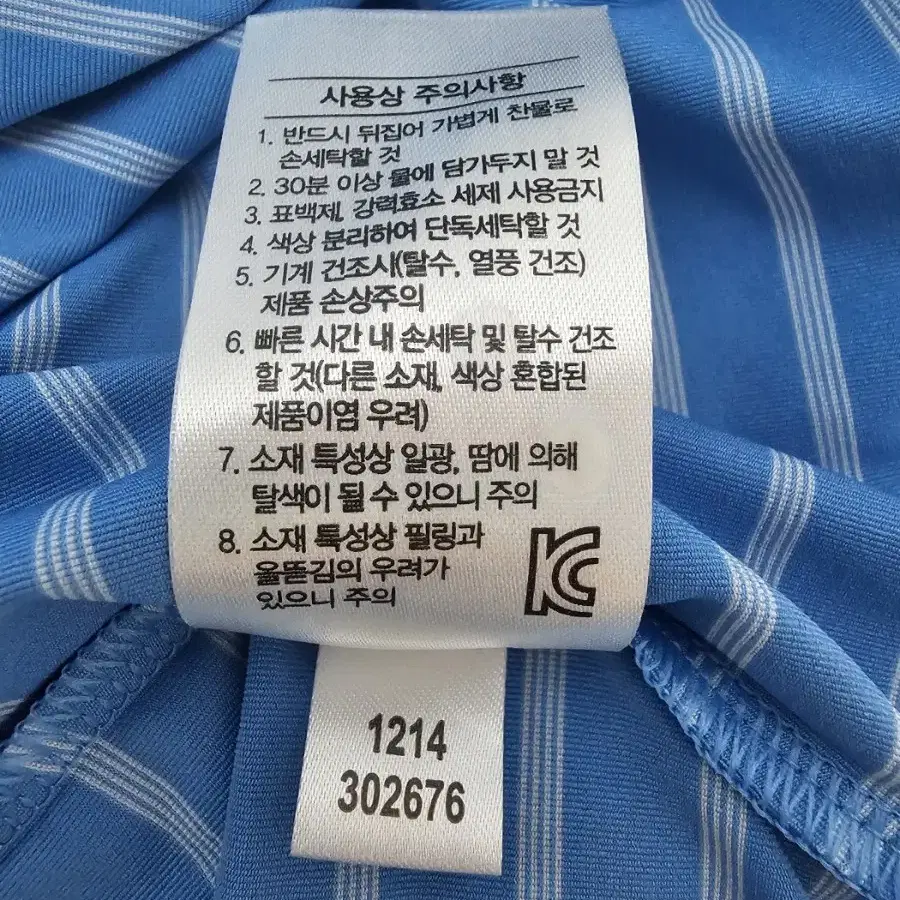 사용상 주의사항
1. 반드시 뒤집어 가볍게 찬물로
손세탁할 것
2. 30분 이상 물에 담가두지 말 것
3. 표백제, 강력효소 세제 사용금지
4. 색상 분리하여 단독세탁할 것
5. 기계 건조시(탈수, 열풍 건조)
제품 손상주의
6. 빠른 시간 내 손세탁 및 탈수 건조
할 것(다른 소재, 색상 혼합된
제품이염 우려)
7. 소재 특성상 일광, 땀에 의해
탈색이 될 수 있으니 주의
8. 소재 특성상 필링과
올뜯김의 우려가
있으니 주의
KC
1214
302676